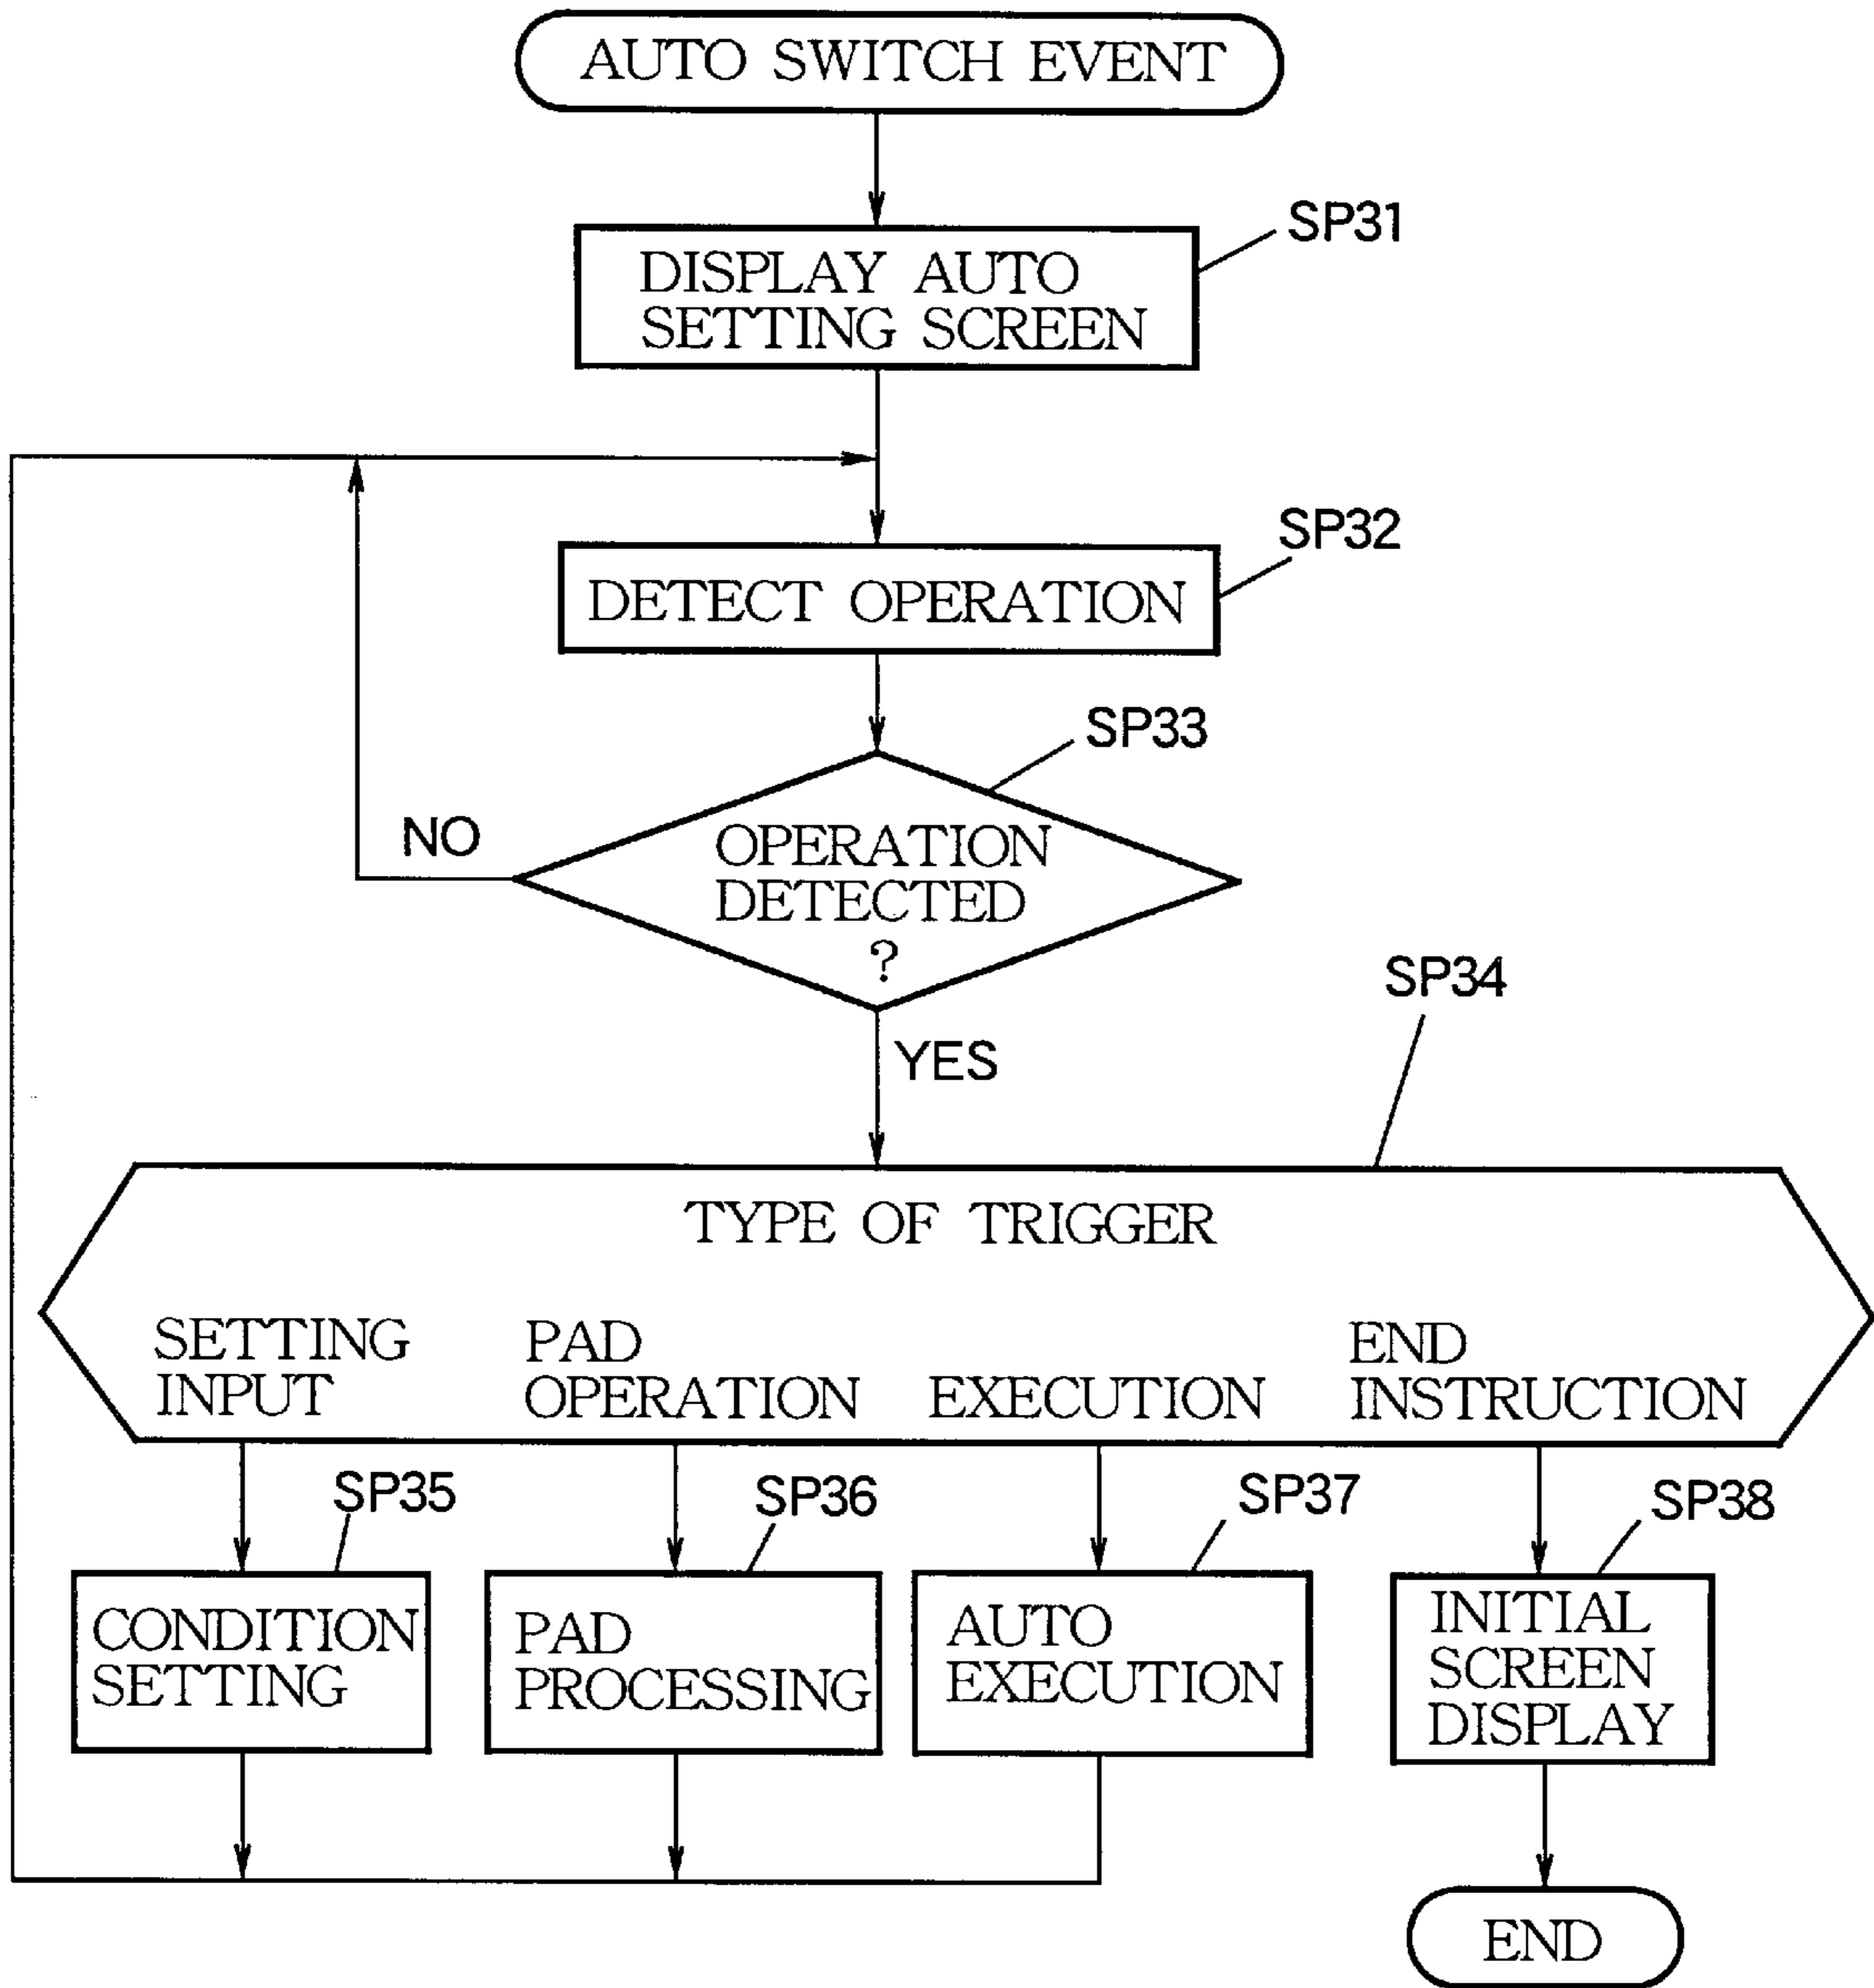 AUTO SWITCH EVENT
SP31
DISPLAY AUTO
SETTING SCREEN
SP32
DETECT OPERATION
SP33
NO
OPERATION
DETECTED
?
YES
SP34
TYPE OF TRIGGER
SETTING
INPUT
PAD
OPERATION
EXECUTION
END
INSTRUCTION
SP35
SP36
SP37
SP38
CONDITION
SETTING
PAD
PROCESSING
AUTO
EXECUTION
INITIAL
SCREEN
DISPLAY
END